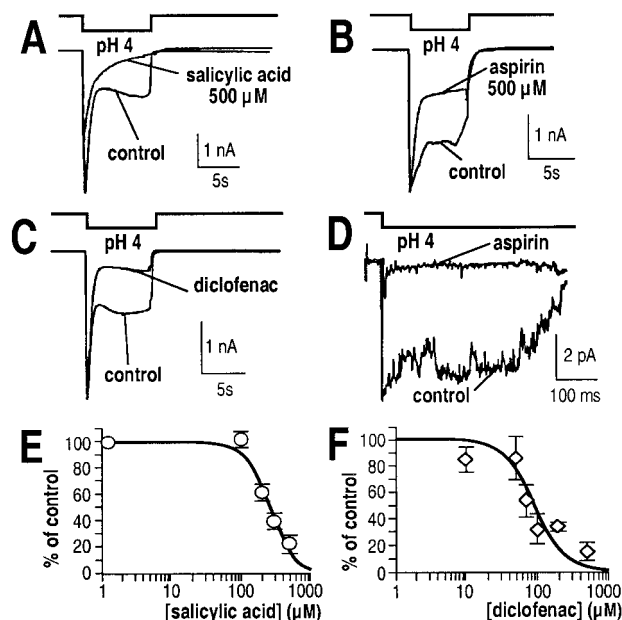 A
pH 4
salicylic acid
500 µM
control
1 nA
5s
B
pH 4
aspirin
500 µM
control
1 nA
5s
C
pH 4
diclofenac
control
1 nA
5s
D
pH 4
aspirin
control
2 pA
100 ms
E
% of control
100
80
60
40
20
0
1
10
100
1000
[salicylic acid] (µM)
F
% of control
100
80
60
40
20
0
1
10
100
1000
[diclofenac] (µM)